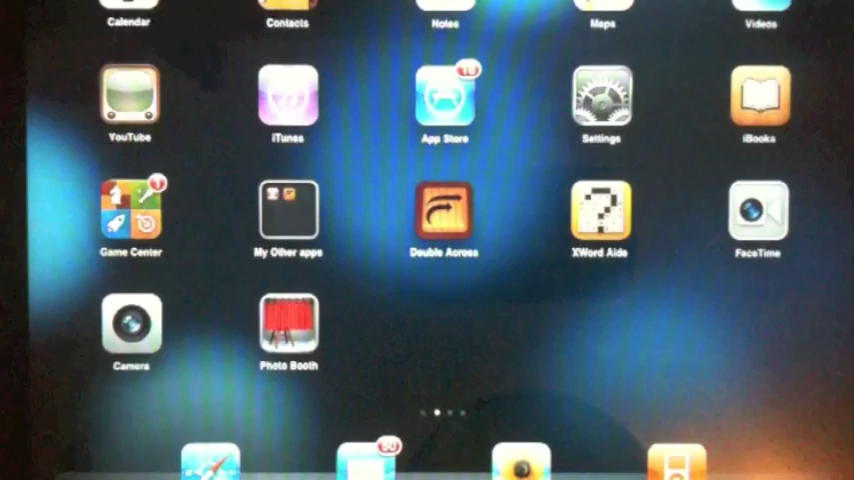 Calendar
Contacts
Notes
Maps
Videos
YouTube
iTunes
App Store
Settings
iBooks
Game Center
My Other apps
Double Across
XWord Aide
FaceTime
Camera
Photo Booth
1